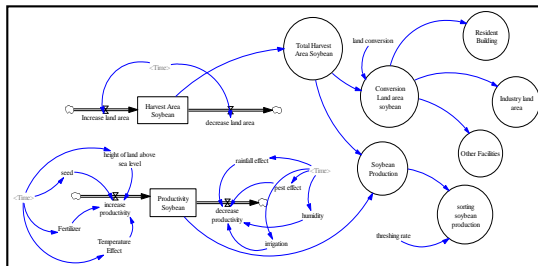 Resident
Building
Total Harvest
Area Soybean
land conversion
<Time>
Conversion
Land area
soybean
Industry land
area
Harvest Area
Soybean
Increase land area
decrease land area
Other Facilities
height of land above
sea level
rainfall effect
<Time>
Soybean
Production
seed
pest effect
<Time>
increase
productivity
Productivity
Soybean
decrease
productivity
humidity
sorting
soybean
production
Fertilizer
Temperature
Effect
irrigation
threshing rate